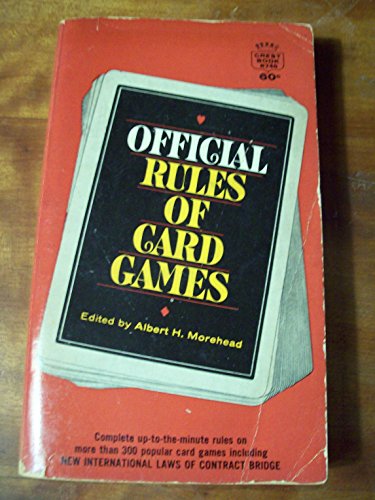 CREST
BOOK
60¢
OFFICIAL
RULES
OF
CARD
GAMES
Edited by Albert H. Morehead
Complete up-to-the-minute rules on
more than 300 popular card games including
NEW INTERNATIONAL LAWS OF CONTRACT BRIDGE